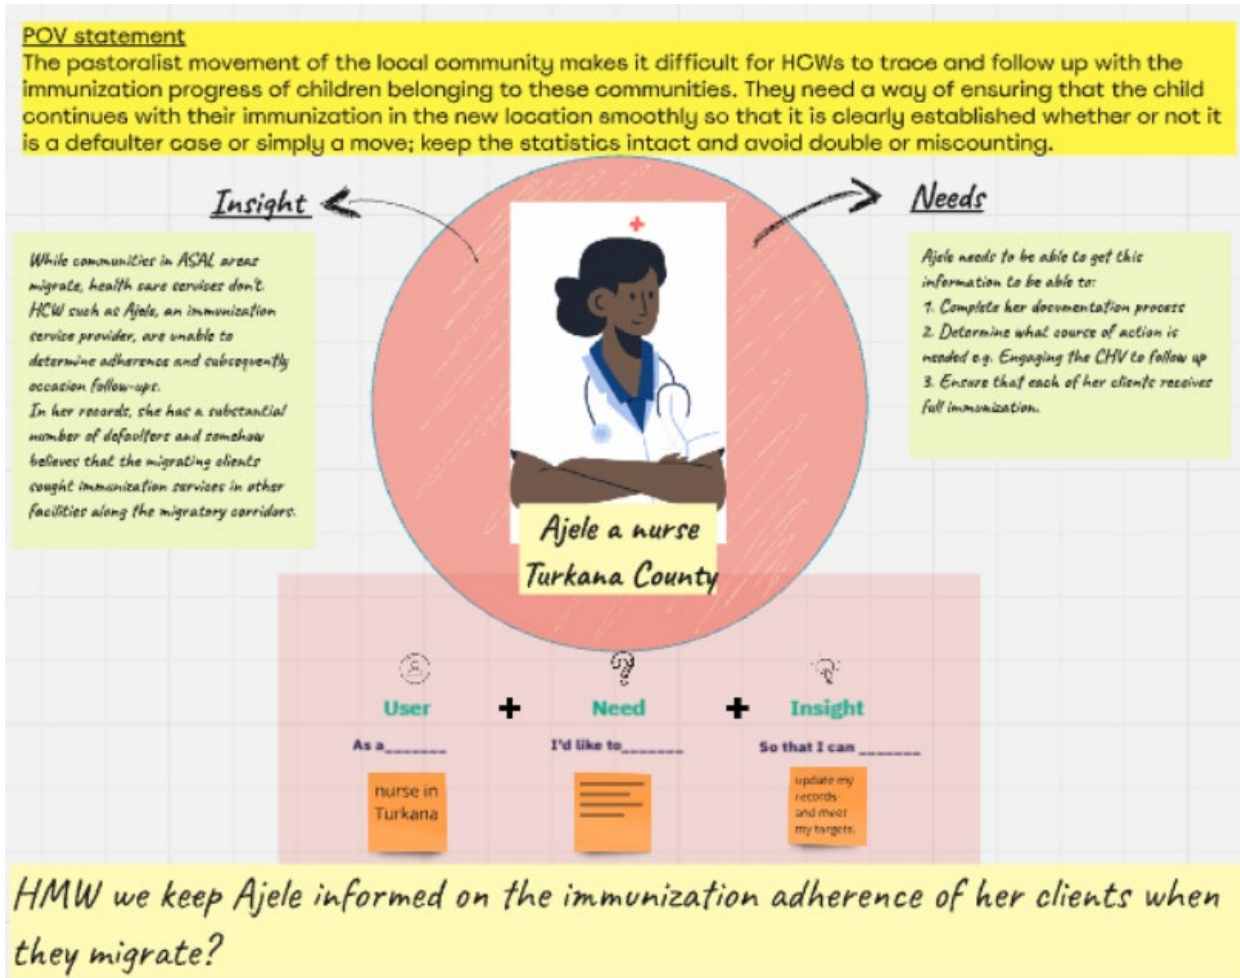 POV statement
The pastoralist movement of the local community makes it difficult for HCWs to trace and follow up with the
immunization progress of children belonging to these communities. They need a way of ensuring that the child
continues with their immunization in the new location smoothly so that it is clearly established whether or not it
is a defaulter case or simply a move; keep the statistics intact and avoid double or miscounting.
Insight
While communities in ASAL areas
migrate, health care services don't.
HCW such as Ajele, an immunization
service provider, are unable to
determine adherence and subsequently
occasion follow-ups.
In her records, she has a substantial
number of defaulters and somehow
believes that the migrating clients
sought immunization services in other
facilities along the migratory corridors.
Needs
Ajele needs to be able to get this
information to be able to:
1. Complete her documentation process
2. Determine what course of action is
needed e.g. Engaging the CHV to follow up
3. Ensure that each of her clients receives
full immunization.
Ajele a nurse
Turkana County
User + Need + Insight
As a_______ I'd like to_______ So that I can _______
nurse in
Turkana
update my
records
and meet
my targets.
HMW we keep Ajele informed on the immunization adherence of her clients when
they migrate?